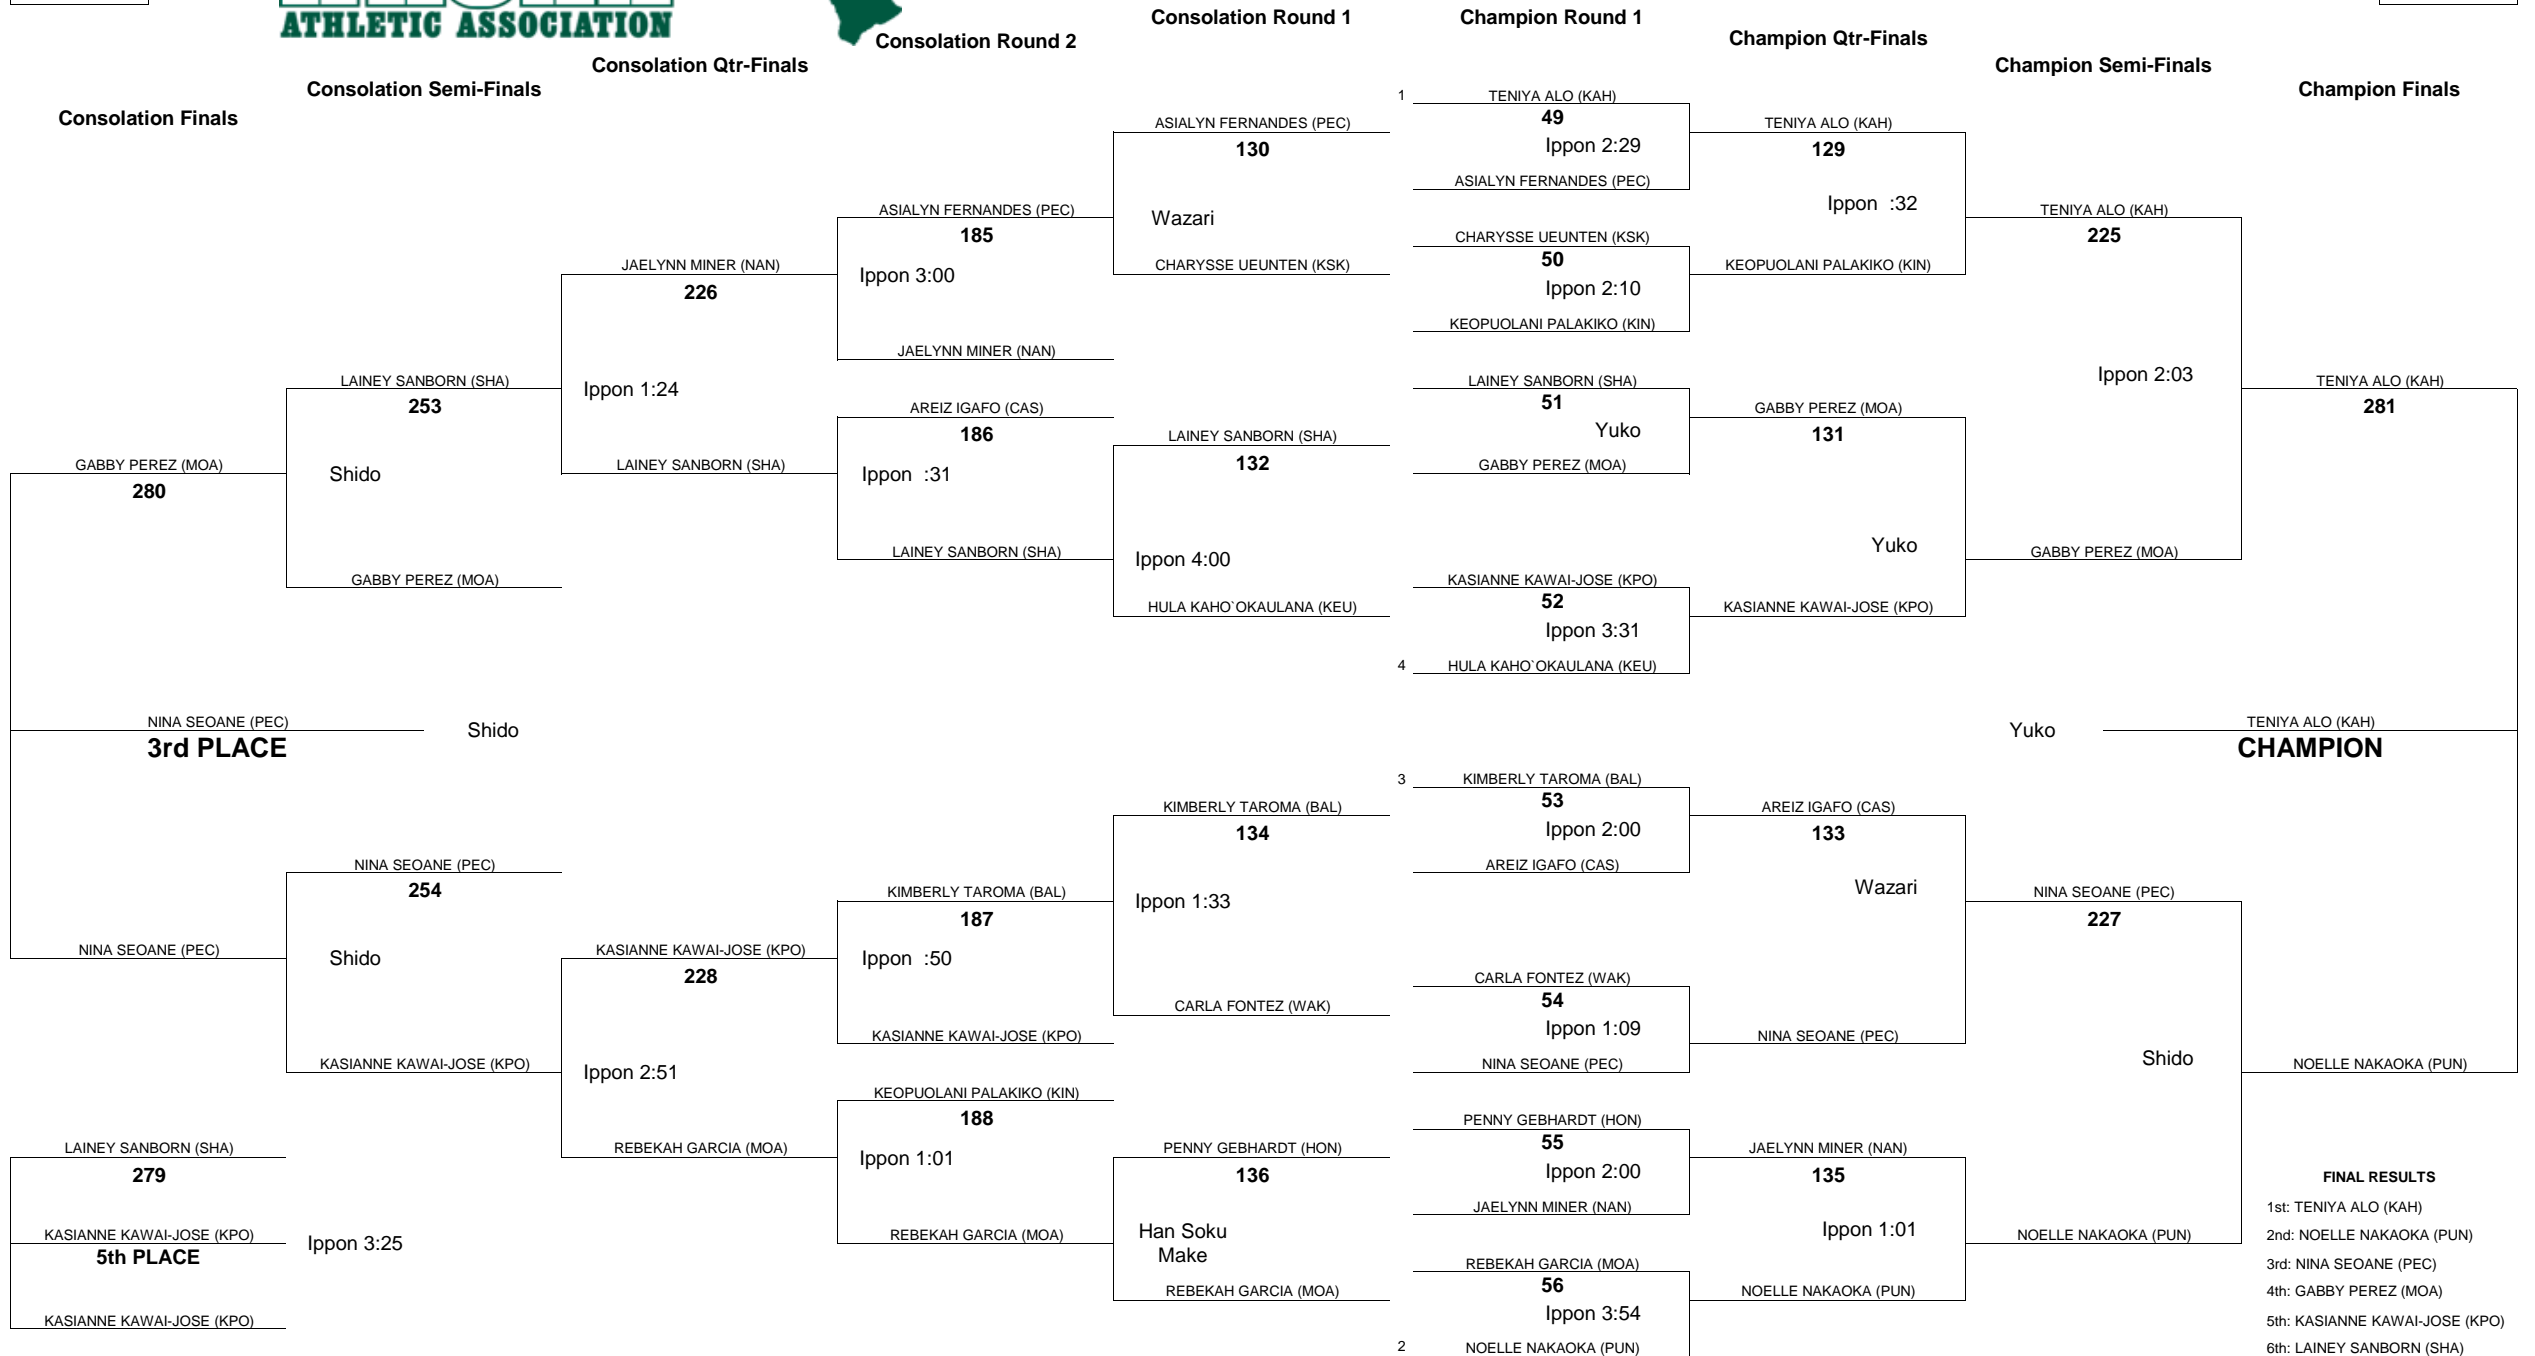 ATHLETIC ASSOCIATION
Consolation Round 1
Champion Round 1
Consolation Round 2
Champion Qtr-Finals
Consolation Qtr-Finals
Champion Semi-Finals
Consolation Semi-Finals
Champion Finals
Consolation Finals
GABBY PEREZ (MOA)
280
NINA SEOANE (PEC)
3rd PLACE
Shido
NINA SEOANE (PEC)
LAINEY SANBORN (SHA)
279
KASIANNE KAWAI-JOSE (KPO)
5th PLACE
Ippon 3:25
KASIANNE KAWAI-JOSE (KPO)
LAINEY SANBORN (SHA)
253
Shido
GABBY PEREZ (MOA)
NINA SEOANE (PEC)
254
Shido
KASIANNE KAWAI-JOSE (KPO)
JAELYNN MINER (NAN)
226
Ippon 1:24
LAINEY SANBORN (SHA)
KASIANNE KAWAI-JOSE (KPO)
228
Ippon 2:51
REBEKAH GARCIA (MOA)
ASIALYN FERNANDES (PEC)
185
Ippon 3:00
JAELYNN MINER (NAN)
AREIZ IGAFO (CAS)
186
Ippon :31
LAINEY SANBORN (SHA)
KIMBERLY TAROMA (BAL)
187
Ippon :50
KASIANNE KAWAI-JOSE (KPO)
KEOPUOLANI PALAKIKO (KIN)
188
Ippon 1:01
REBEKAH GARCIA (MOA)
ASIALYN FERNANDES (PEC)
130
Wazari
CHARYSSE UEUNTEN (KSK)
LAINEY SANBORN (SHA)
132
Ippon 4:00
HULA KAHO`OKAULANA (KEU)
KIMBERLY TAROMA (BAL)
134
Ippon 1:33
CARLA FONTEZ (WAK)
PENNY GEBHARDT (HON)
136
Han Soku
Make
REBEKAH GARCIA (MOA)
1 TENIYA ALO (KAH)
49
Ippon 2:29
ASIALYN FERNANDES (PEC)
CHARYSSE UEUNTEN (KSK)
50
Ippon 2:10
KEOPUOLANI PALAKIKO (KIN)
LAINEY SANBORN (SHA)
51
Yuko
GABBY PEREZ (MOA)
KASIANNE KAWAI-JOSE (KPO)
52
Ippon 3:31
4 HULA KAHO`OKAULANA (KEU)
3 KIMBERLY TAROMA (BAL)
53
Ippon 2:00
AREIZ IGAFO (CAS)
CARLA FONTEZ (WAK)
54
Ippon 1:09
NINA SEOANE (PEC)
PENNY GEBHARDT (HON)
55
Ippon 2:00
JAELYNN MINER (NAN)
REBEKAH GARCIA (MOA)
56
Ippon 3:54
2 NOELLE NAKAOKA (PUN)
TENIYA ALO (KAH)
129
Ippon :32
KEOPUOLANI PALAKIKO (KIN)
GABBY PEREZ (MOA)
131
Yuko
KASIANNE KAWAI-JOSE (KPO)
AREIZ IGAFO (CAS)
133
Wazari
NINA SEOANE (PEC)
JAELYNN MINER (NAN)
135
Ippon 1:01
NOELLE NAKAOKA (PUN)
TENIYA ALO (KAH)
225
Ippon 2:03
GABBY PEREZ (MOA)
NINA SEOANE (PEC)
227
Shido
NOELLE NAKAOKA (PUN)
TENIYA ALO (KAH)
281
Yuko
TENIYA ALO (KAH)
CHAMPION
NOELLE NAKAOKA (PUN)
FINAL RESULTS
1st: TENIYA ALO (KAH)
2nd: NOELLE NAKAOKA (PUN)
3rd: NINA SEOANE (PEC)
4th: GABBY PEREZ (MOA)
5th: KASIANNE KAWAI-JOSE (KPO)
6th: LAINEY SANBORN (SHA)